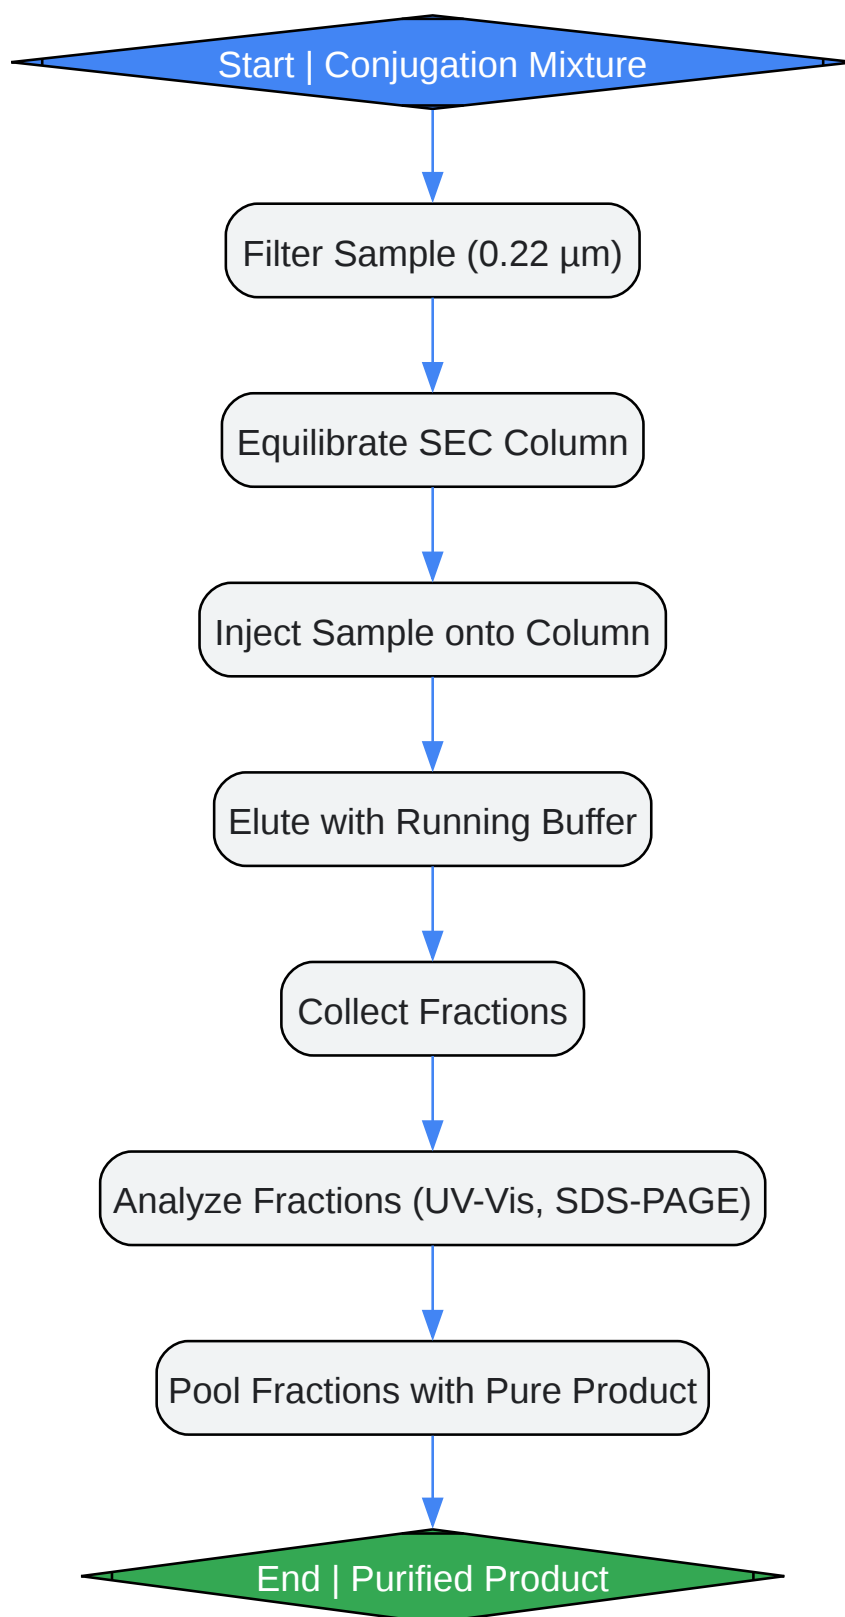 Start | Conjugation Mixture
Filter Sample (0.22 µm)
Equilibrate SEC Column
Inject Sample onto Column
Elute with Running Buffer
Collect Fractions
Analyze Fractions (UV-Vis, SDS-PAGE)
Pool Fractions with Pure Product
End | Purified Product